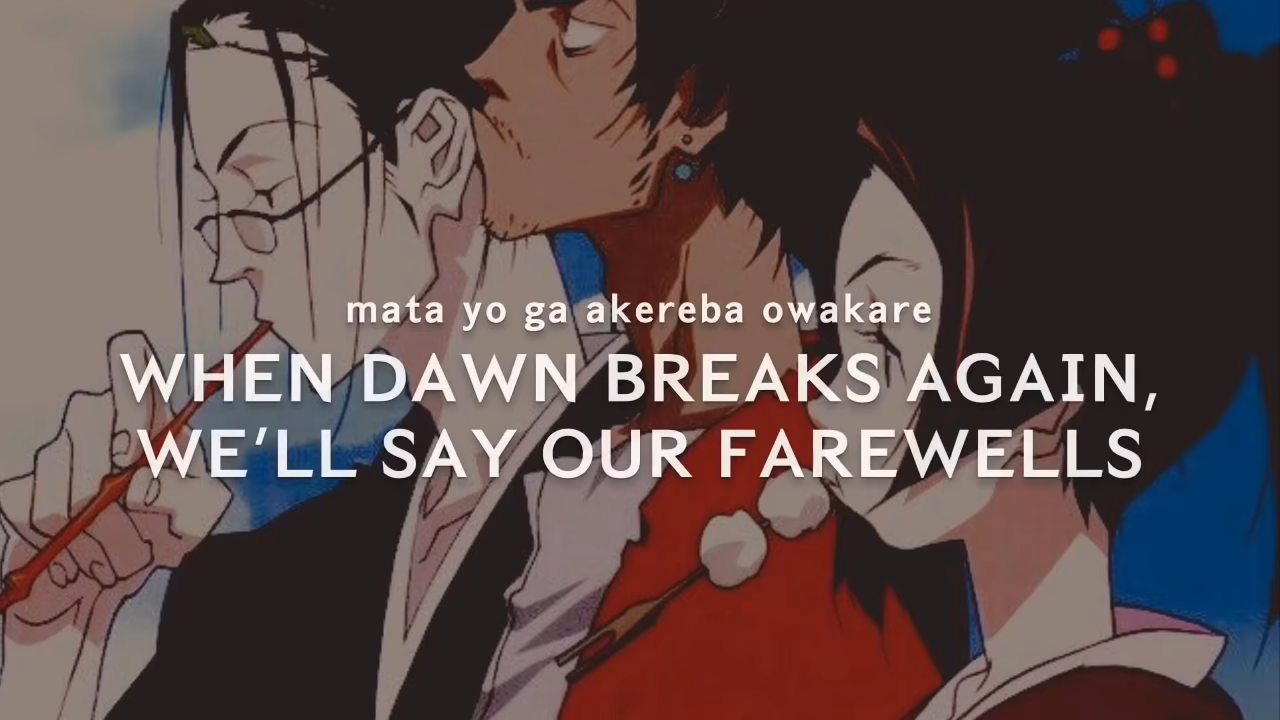 mata yo ga akereba owakare
WHEN DAWN BREAKS AGAIN,
WE'LL SAY OUR FAREWELLS